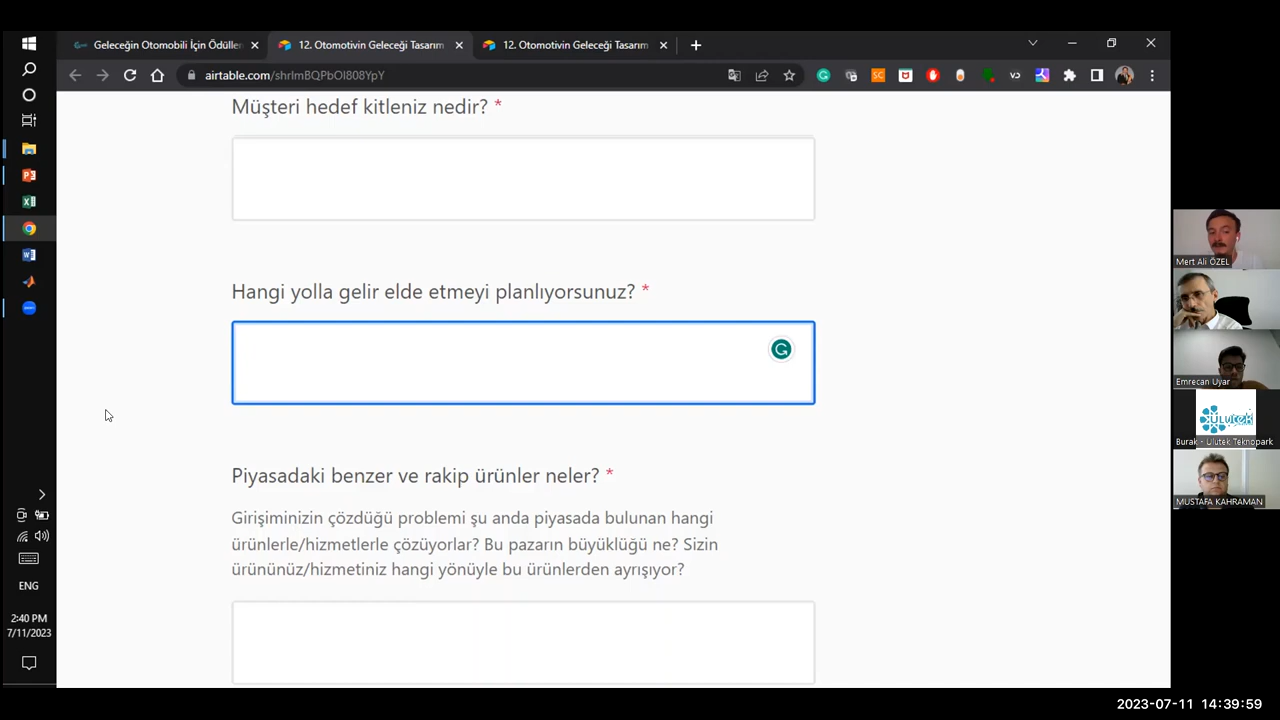 Geleceğin Otomobili İçin Ödüller
12. Otomotivin Geleceği Tasarım
12. Otomotivin Geleceği Tasarım
airtable.com/shrlmBQPbOl808YpY
Müşteri hedef kitleniz nedir? *
Hangi yolla gelir elde etmeyi planlıyorsunuz? *
Piyasadaki benzer ve rakip ürünler neler? *
Girişiminizin çözdüğü problemi şu anda piyasada bulunan hangi
ürünlerle/hizmetlerle çözüyorlar? Bu pazarın büyüklüğü ne? Sizin
ürününüz/hizmetiniz hangi yönüyle bu ürünlerden ayrışıyor?
ENG
2:40 PM
7/11/2023
Mert Ali ÖZEL
Emrecan Uyar
ULUTEK
Burak - Ulutek Teknopark
MUSTAFA KAHRAMAN
2023-07-11 14:39:59